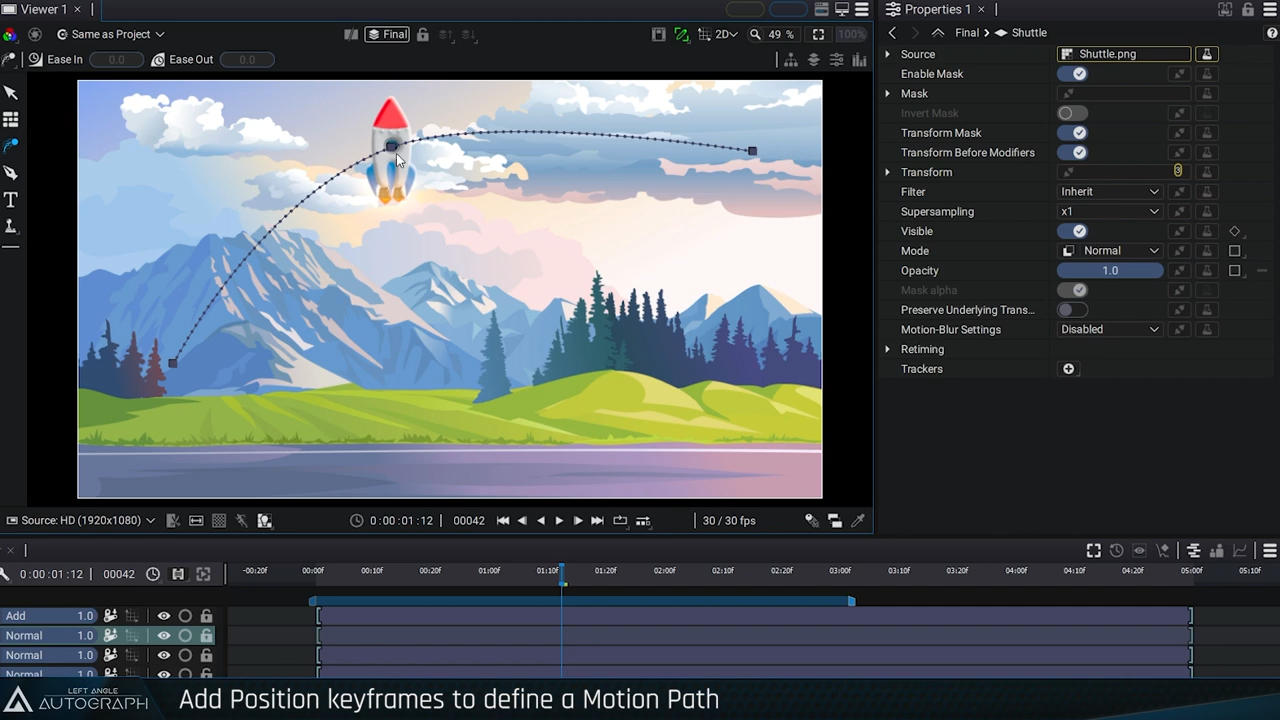 Viewer 1
Properties 1
Same as Project
Final
2D
49 %
100%
Final > Shuttle
Ease In 0.0
Ease Out 0.0
Source Shuttle.png
Enable Mask
Mask
Invert Mask
Transform Mask
Transform Before Modifiers
Transform
Filter Inherit
Supersampling x1
Visible
Mode Normal
Opacity 1.0
Mask alpha
Preserve Underlying Trans...
Motion-Blur Settings Disabled
Retiming
Trackers
Source: HD (1920x1080)
0:00:01:12 00042
30 / 30 fps
0:00:01:12 00042
-00:20f 00:00f 00:10f 00:20f 01:00f 01:10f 01:20f 02:00f 02:10f 02:20f 03:00f 03:10f 03:20f 04:00f 04:10f 04:20f 05:00f 05:10f
Add 1.0
Normal 1.0
Normal 1.0
Normal 1.0
LEFT ANGLE
AUTOGRAPH
Add Position keyframes to define a Motion Path